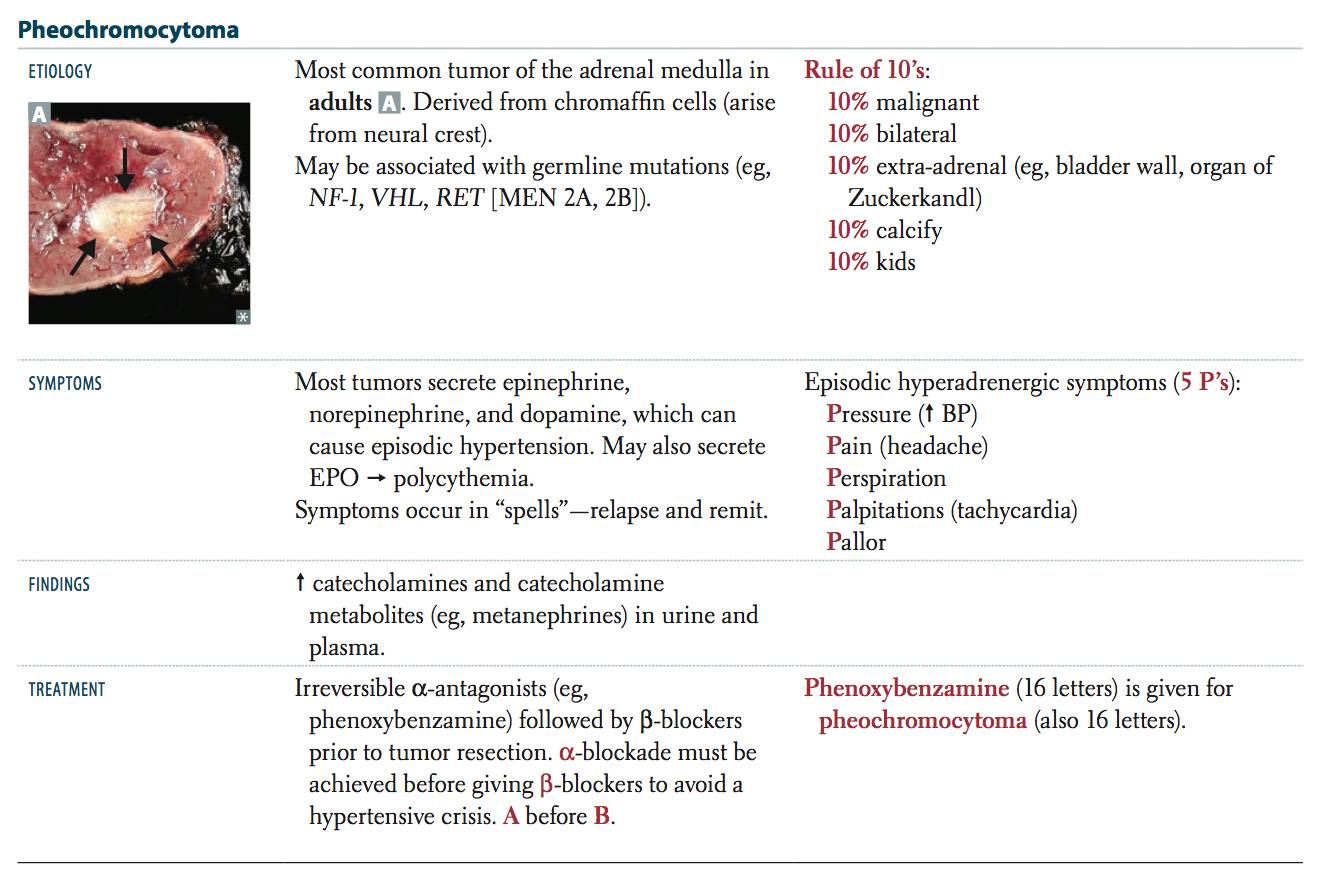 Pheochromocytoma
ETIOLOGY
A
*
Most common tumor of the adrenal medulla in
adults A. Derived from chromaffin cells (arise
from neural crest).
May be associated with germline mutations (eg,
NF-1, VHL, RET [MEN 2A, 2B]).
Rule of 10's:
10% malignant
10% bilateral
10% extra-adrenal (eg, bladder wall, organ of
Zuckerkandl)
10% calcify
10% kids
SYMPTOMS
Most tumors secrete epinephrine,
norepinephrine, and dopamine, which can
cause episodic hypertension. May also secrete
EPO → polycythemia.
Symptoms occur in “spells”—relapse and remit.
Episodic hyperadrenergic symptoms (5 P's):
Pressure (↑ BP)
Pain (headache)
Perspiration
Palpitations (tachycardia)
Pallor
FINDINGS
↑ catecholamines and catecholamine
metabolites (eg, metanephrines) in urine and
plasma.
TREATMENT
Irreversible α-antagonists (eg,
phenoxybenzamine) followed by β-blockers
prior to tumor resection. α-blockade must be
achieved before giving β-blockers to avoid a
hypertensive crisis. A before B.
Phenoxybenzamine (16 letters) is given for
pheochromocytoma (also 16 letters).